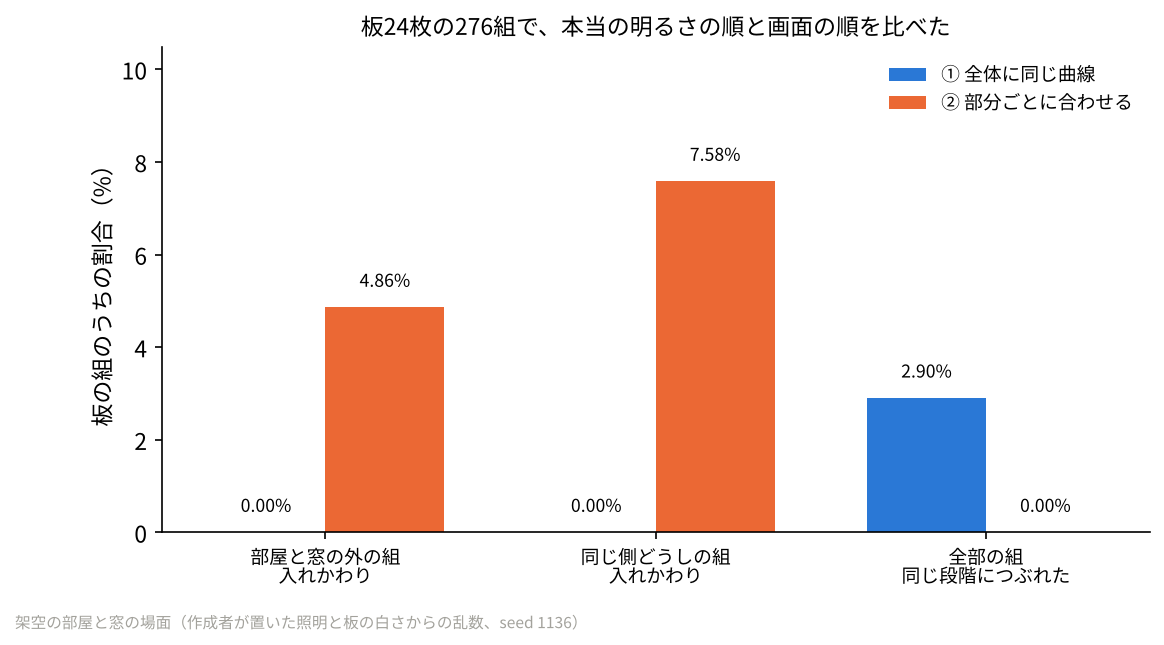 板24枚の276組で、本当の明るさの順と画面の順を比べた
① 全体に同じ曲線
② 部分ごとに合わせる
板の組のうちの割合（%）
10
8
6
4
2
0
0.00%
4.86%
0.00%
7.58%
2.90%
0.00%
部屋と窓の外の組
入れかわり
同じ側どうしの組
入れかわり
全部の組
同じ段階につぶれた
架空の部屋と窓の場面（作成者が置いた照明と板の白さからの乱数、seed 1136）